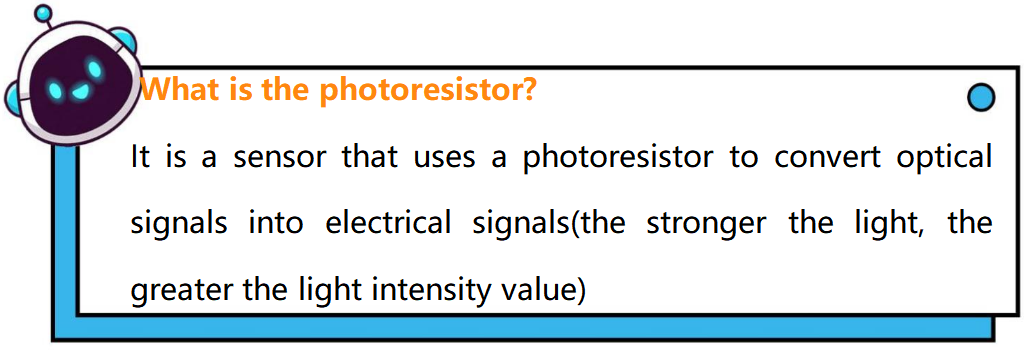 What is the photoresistor?
It is a sensor that uses a photoresistor to convert optical
signals into electrical signals(the stronger the light, the
greater the light intensity value)